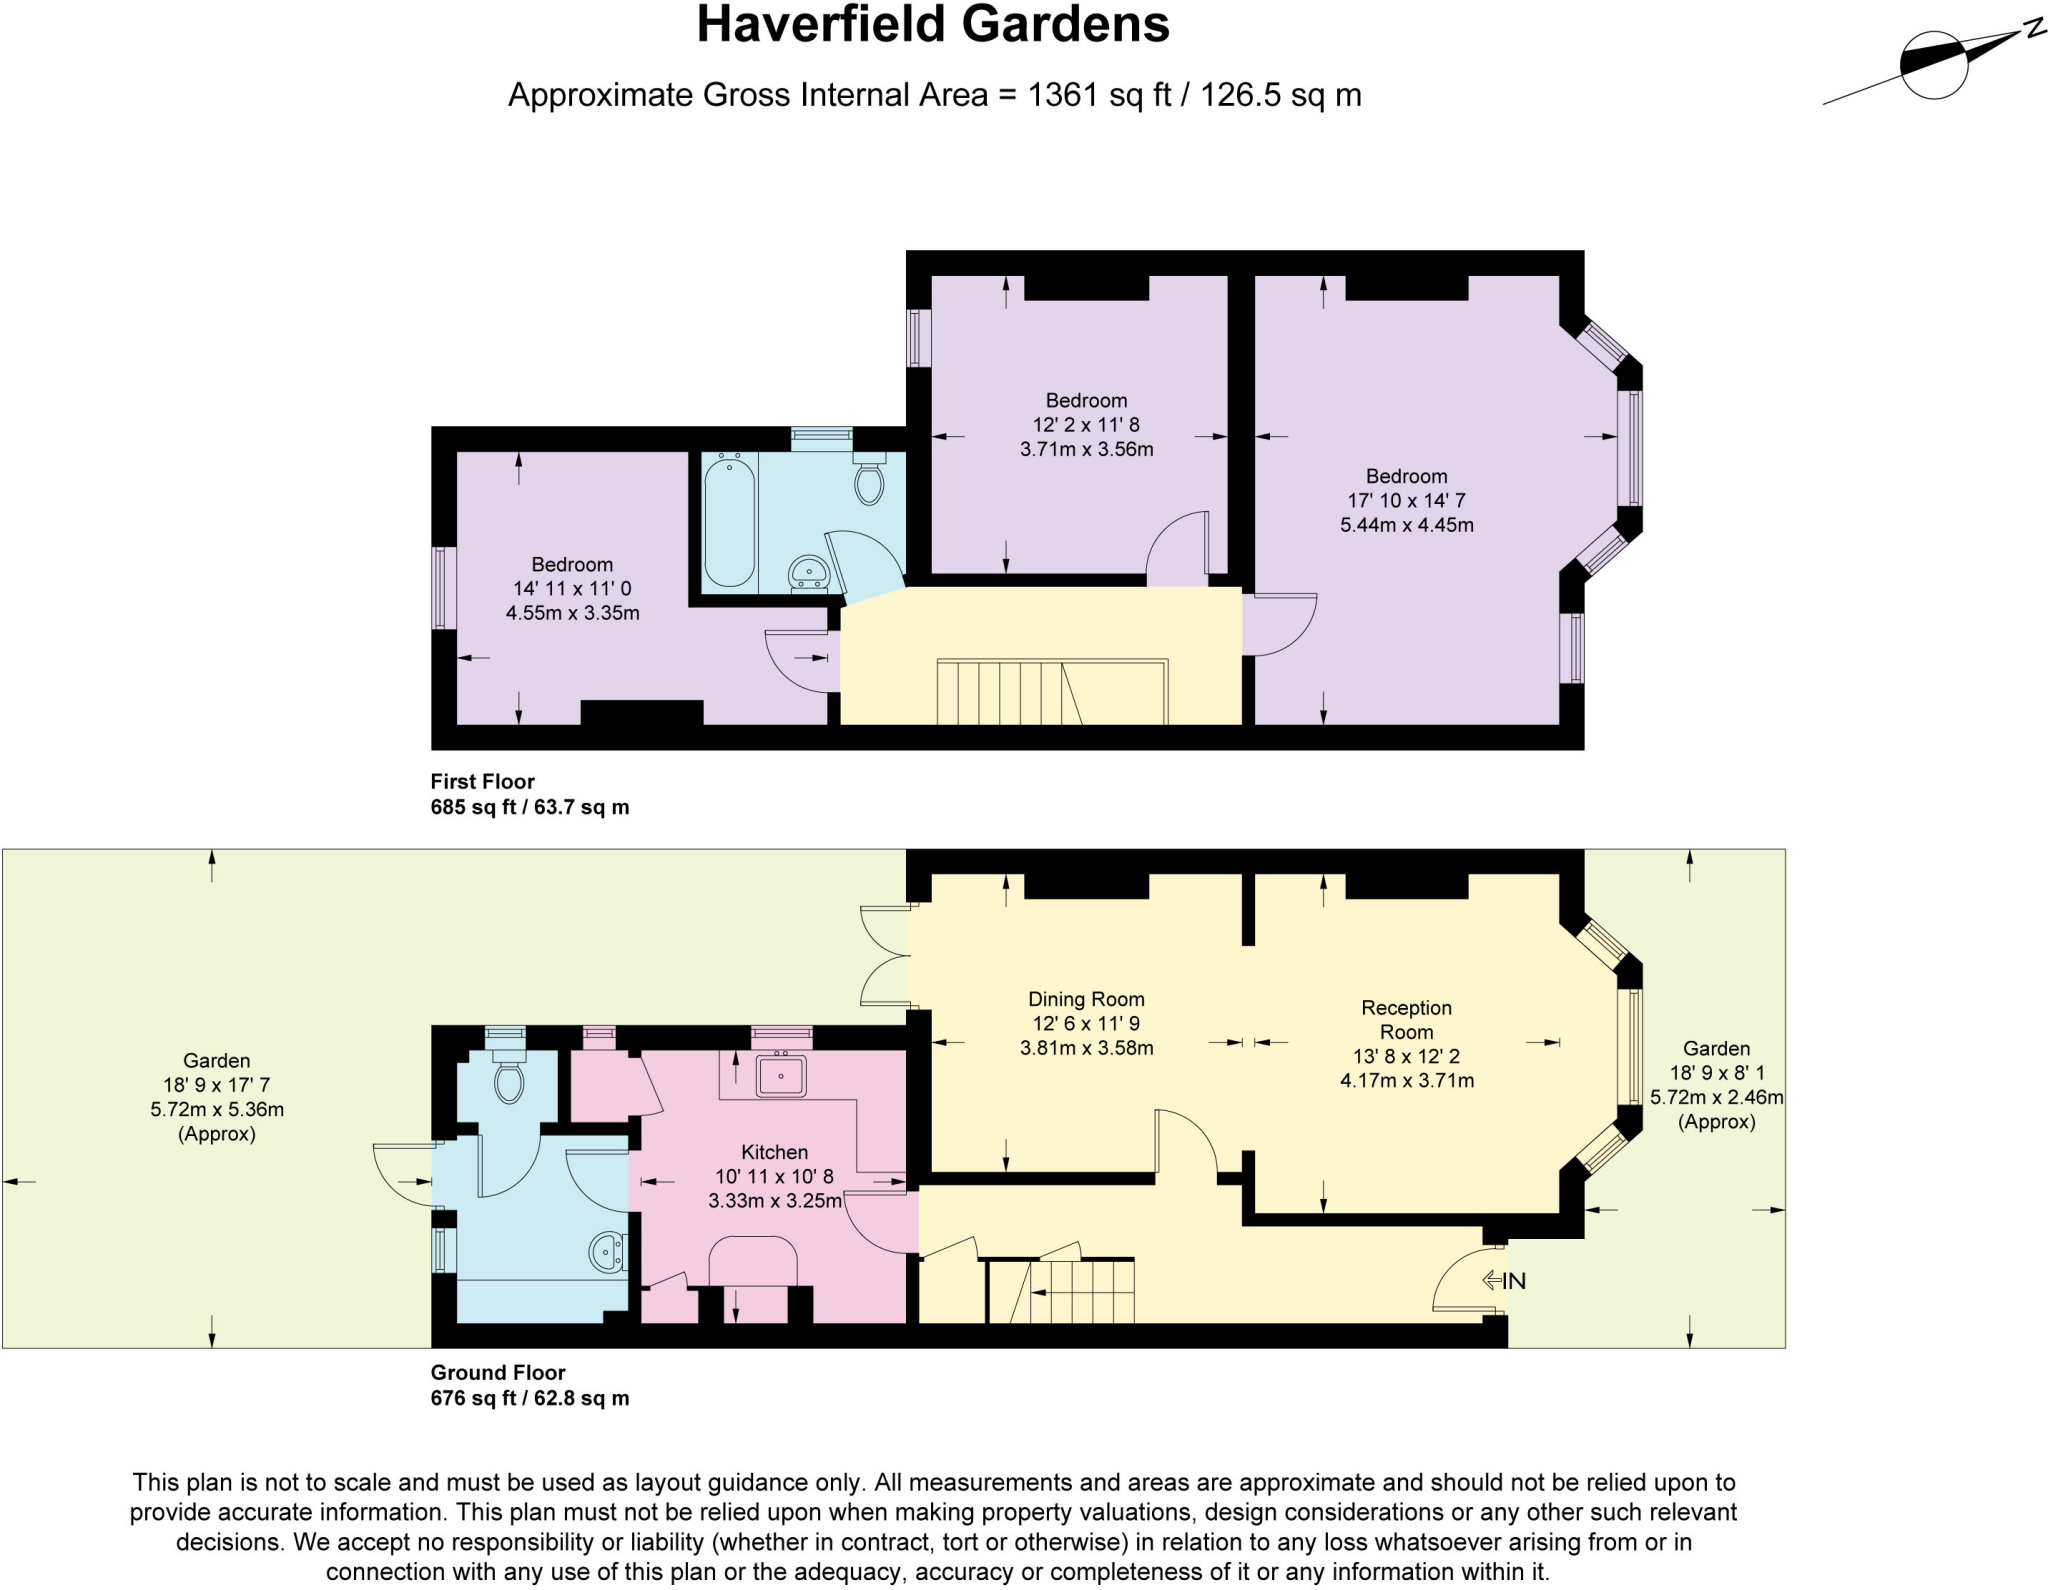 Haverfield Gardens
Approximate Gross Internal Area = 1361 sq ft / 126.5 sq m
N
Bedroom
12' 2 x 11' 8
3.71m x 3.56m
Bedroom
17' 10 x 14' 7
5.44m x 4.45m
Bedroom
14' 11 x 11' 0
4.55m x 3.35m
First Floor
685 sq ft / 63.7 sq m
Garden
18' 9 x 17' 7
5.72m x 5.36m
(Approx)
Kitchen
10' 11 x 10' 8
3.33m x 3.25m
Dining Room
12' 6 x 11' 9
3.81m x 3.58m
Reception
Room
13' 8 x 12' 2
4.17m x 3.71m
Garden
18' 9 x 8' 1
5.72m x 2.46m
(Approx)
IN
Ground Floor
676 sq ft / 62.8 sq m
This plan is not to scale and must be used as layout guidance only. All measurements and areas are approximate and should not be relied upon to
provide accurate information. This plan must not be relied upon when making property valuations, design considerations or any other such relevant
decisions. We accept no responsibility or liability (whether in contract, tort or otherwise) in relation to any loss whatsoever arising from or in
connection with any use of this plan or the adequacy, accuracy or completeness of it or any information within it.